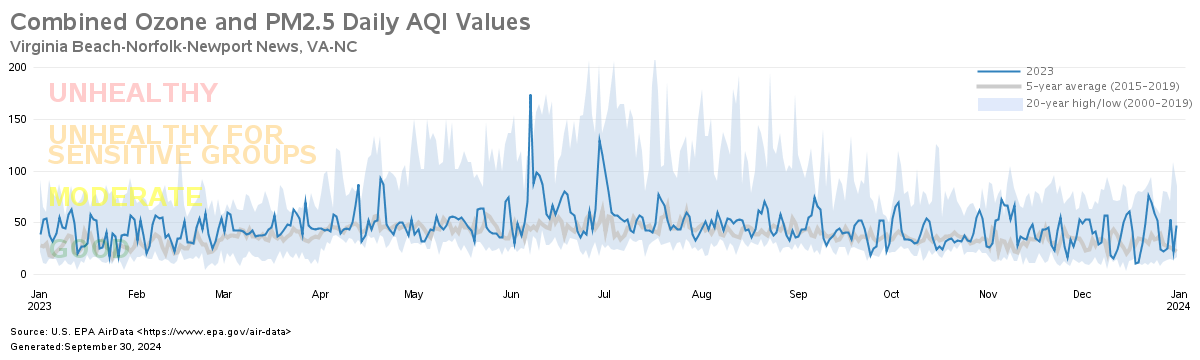 Combined Ozone and PM2.5 Daily AQI Values
Virginia Beach-Norfolk-Newport News, VA-NC
200
150
100
50
0
UNHEALTHY
UNHEALTHY FOR
SENSITIVE GROUPS
MODERATE
GOOD
2023
5-year average (2015-2019)
20-year high/low (2000-2019)
Jan Feb Mar Apr May Jun Jul Aug Sep Oct Nov Dec Jan
2023 2024
Source: U.S. EPA AirData <https://www.epa.gov/air-data>
Generated:September 30, 2024